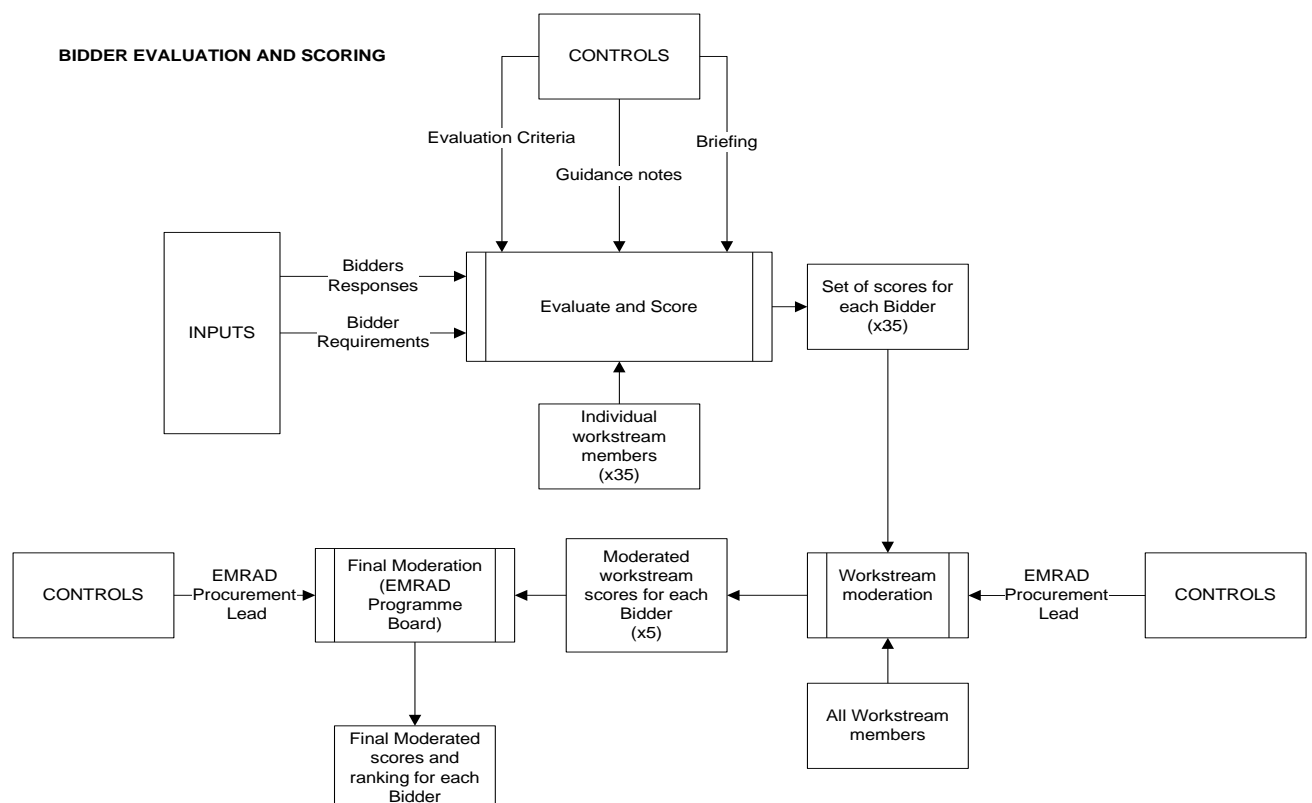 BIDDER EVALUATION AND SCORING
CONTROLS
Evaluation Criteria
Briefing
Guidance notes
INPUTS
Bidders
Responses
Bidder
Requirements
Evaluate and Score
Set of scores for
each Bidder
(x35)
Individual
workstream
members
(x35)
CONTROLS
EMRAD
Procurement
Lead
Final Moderation
(EMRAD
Programme
Board)
Moderated
workstream
scores for each
Bidder
(x5)
Workstream
moderation
EMRAD
Procurement
Lead
CONTROLS
All Workstream
members
Final Moderated
scores and
ranking for each
Bidder